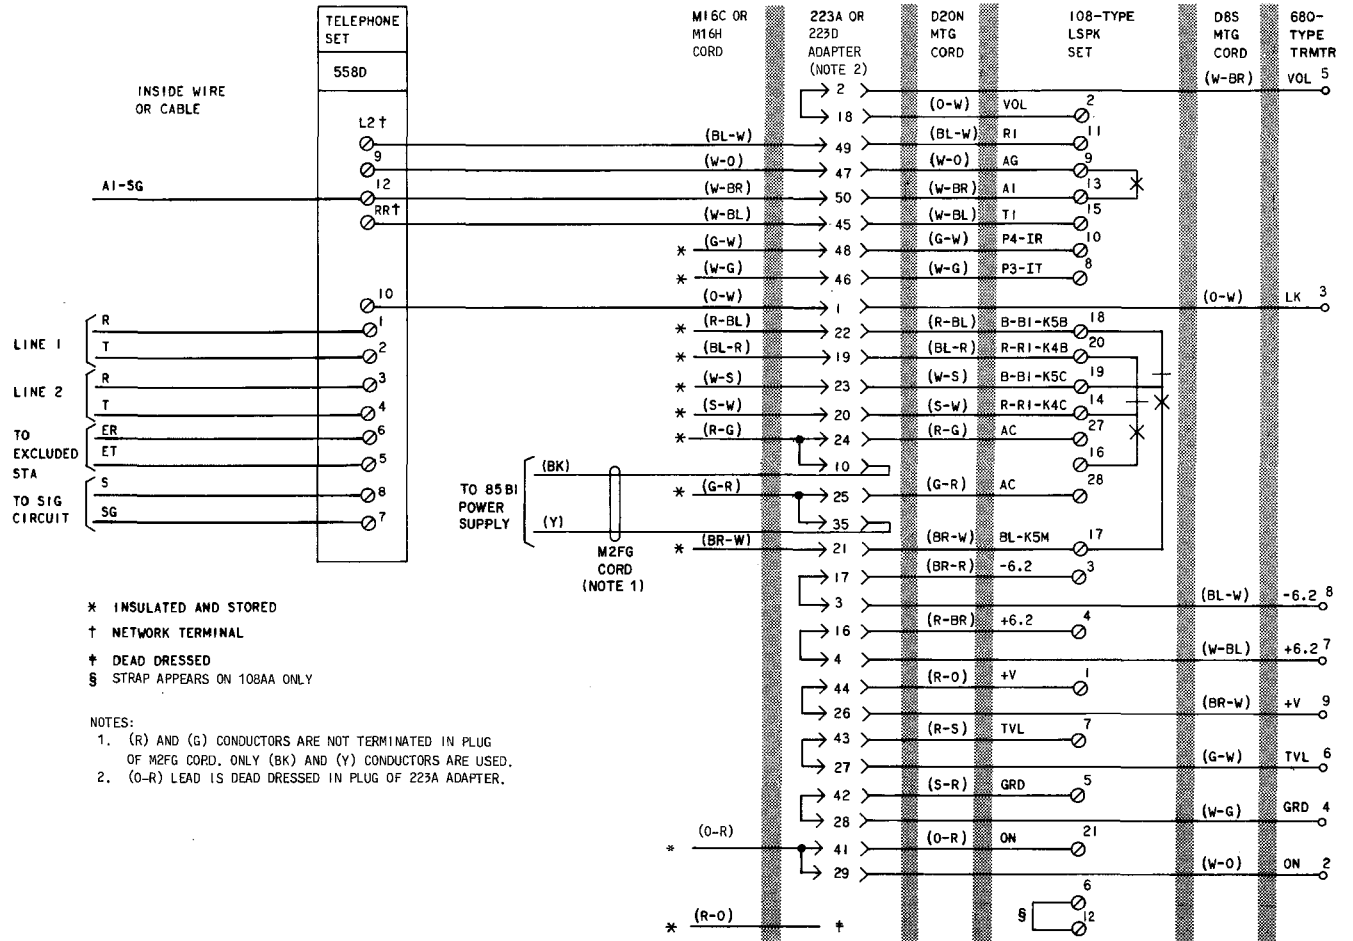 TELEPHONE
SET
558D
M16C OR
M16H
CORD
223A OR
223D
ADAPTER
(NOTE 2)
D20N
MTG
CORD
108-TYPE
LSPK
SET
D8S
MTG
CORD
680-
TYPE
TRMTR
INSIDE WIRE
OR CABLE
2 (W-BR) VOL 5
18 (O-W) VOL 2
L2†
(BL-W) 49 (BL-W) R1 11
9 (W-O) 47 (W-O) AG 9
A1-SG 12 (W-BR) 50 (W-BR) A1 13
RR† (W-BL) 45 (W-BL) T1 15
* (G-W) 48 (G-W) P4-IR 10
* (W-G) 46 (W-G) P3-IT 8
10 (O-W) 1 (O-W) LK 3
LINE 1
R 1
T 2
* (R-BL) 22 (R-BL) B-B1-K5B 18
* (BL-R) 19 (BL-R) R-R1-K4B 20
LINE 2
R 3
T 4
* (W-S) 23 (W-S) B-B1-K5C 19
* (S-W) 20 (S-W) R-R1-K4C 14
TO
EXCLUDED
STA
ER 6
ET 5
* (R-G) 24 (R-G) AC 27
10 16
TO SIG
CIRCUIT
S 8
SG 7
TO 85B1
POWER
SUPPLY
(BK)
(Y)
M2FG
CORD
(NOTE 1)
* (G-R) 25 (G-R) AC 28
35
* (BR-W) 21 (BR-W) BL-K5M 17
17 (BR-R) -6.2 3
3 (BL-W) -6.2 8
16 (R-BR) +6.2 4
4 (W-BL) +6.2 7
44 (R-O) +V 1
26 (BR-W) +V 9
43 (R-S) TVL 7
27 (G-W) TVL 6
42 (S-R) GRD 5
28 (W-G) GRD 4
* (O-R) 41 (O-R) ON 21
29 (W-O) ON 2
6
§ 12
* (R-O) ‡
* INSULATED AND STORED
† NETWORK TERMINAL
‡ DEAD DRESSED
§ STRAP APPEARS ON 108AA ONLY
NOTES:
1. (R) AND (G) CONDUCTORS ARE NOT TERMINATED IN PLUG
OF M2FG CORD. ONLY (BK) AND (Y) CONDUCTORS ARE USED.
2. (O-R) LEAD IS DEAD DRESSED IN PLUG OF 223A ADAPTER.